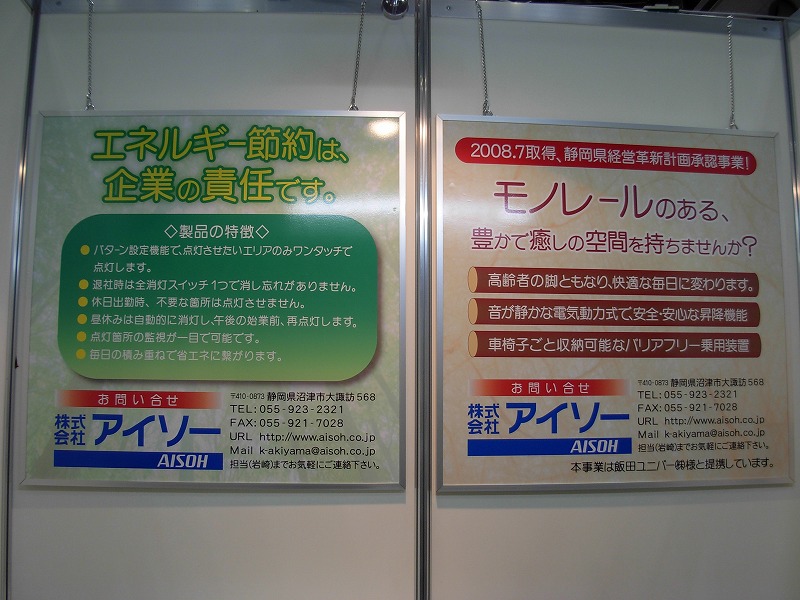 エネルギー節約は、
企業の責任です。
◇製品の特徴◇
●パターン設定機能で、点灯させたいエリアのみワンタッチで
点灯します。
●退社時は全消灯スイッチ1つで消し忘れがありません。
●休日出勤時、不要な箇所は点灯させません。
●昼休みは自動的に消灯し、午後の始業前、再点灯します。
●点灯箇所の監視が一目で可能です。
●毎日の積み重ねで省エネに繋がります。
お問い合せ
株式会社アイソー
AISOH
〒410-0873 静岡県沼津市大諏訪568
TEL:055-923-2321
FAX:055-921-7028
URL http://www.aisoh.co.jp
Mail k-akiyama@aisoh.co.jp
担当(岩崎)までお気軽にご連絡下さい。
2008.7取得、静岡県経営革新計画承認事業!
モノレールのある、
豊かで癒しの空間を持ちませんか?
高齢者の脚ともなり、快適な毎日に変わります。
音が静かな電気動力式で、安全・安心な昇降機能
車椅子ごと収納可能なバリアフリー乗用装置
お問い合せ
株式会社アイソー
AISOH
〒410-0873 静岡県沼津市大諏訪568
TEL:055-923-2321
FAX:055-921-7028
URL http://www.aisoh.co.jp
Mail k-akiyama@aisoh.co.jp
担当(岩崎)までお気軽にご連絡下さい。
本事業は飯田ユニパー㈱様と提携しています。